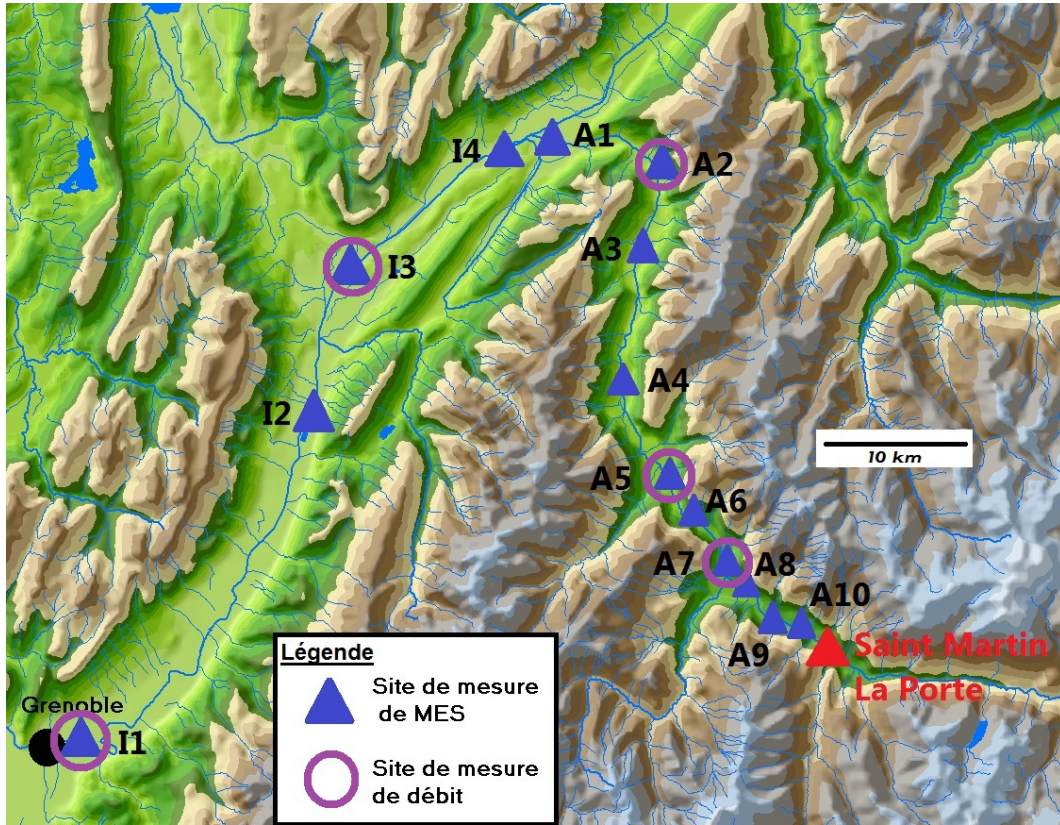 I4
A1
A2
A3
I3
A4
I2
10 km
A5
A6
A7
A8
A10
A9
Saint Martin
La Porte
Grenoble
I1
Légende
Site de mesure
de MES
Site de mesure
de débit